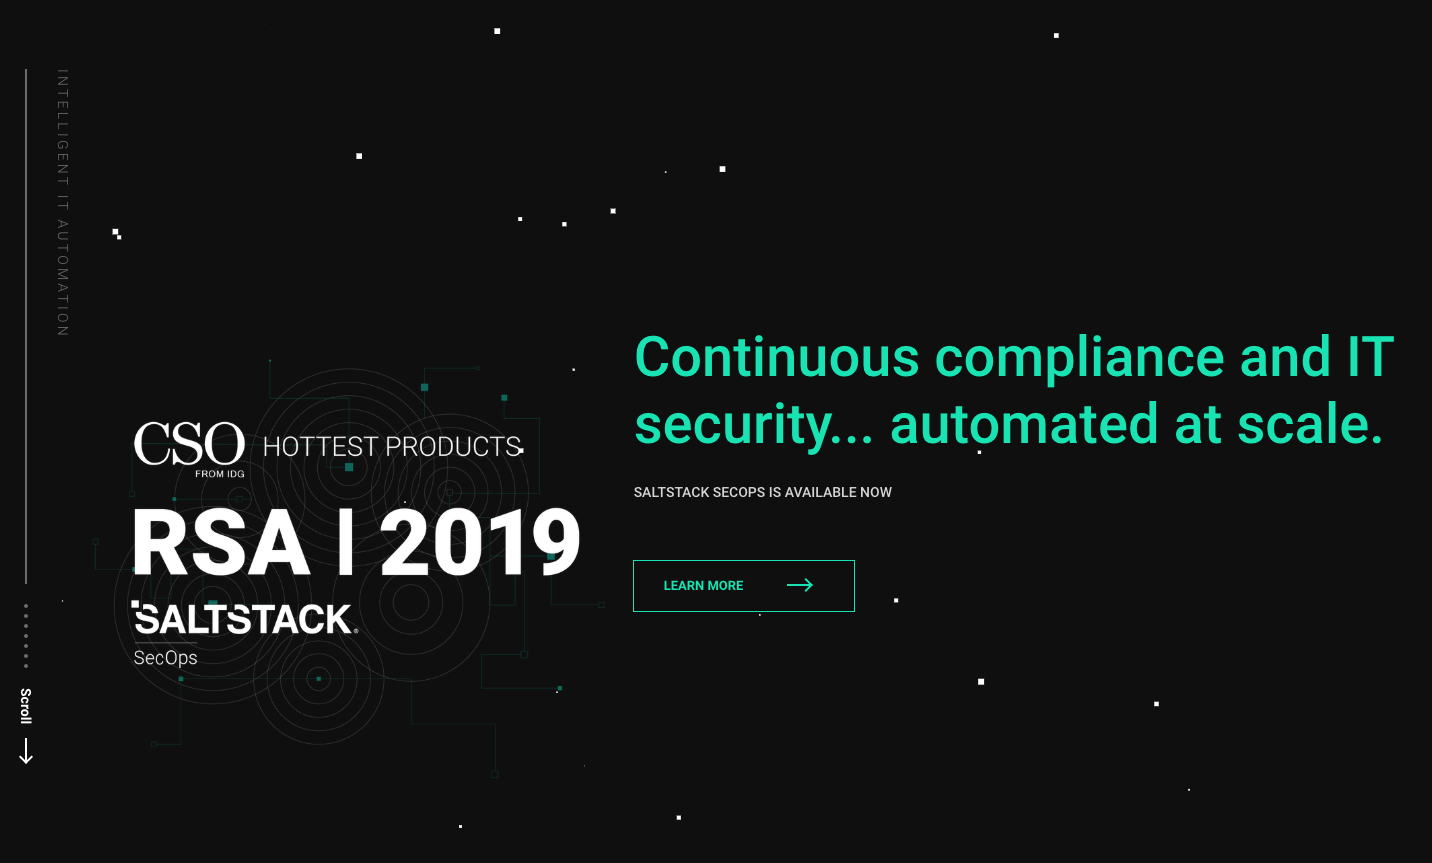 INTELLIGENT IT AUTOMATION
CSO HOTTEST PRODUCTS
FROM IDG
RSA | 2019
SALTSTACK®
SecOps
Continuous compliance and IT
security... automated at scale.
SALTSTACK SECOPS IS AVAILABLE NOW
LEARN MORE
Scroll